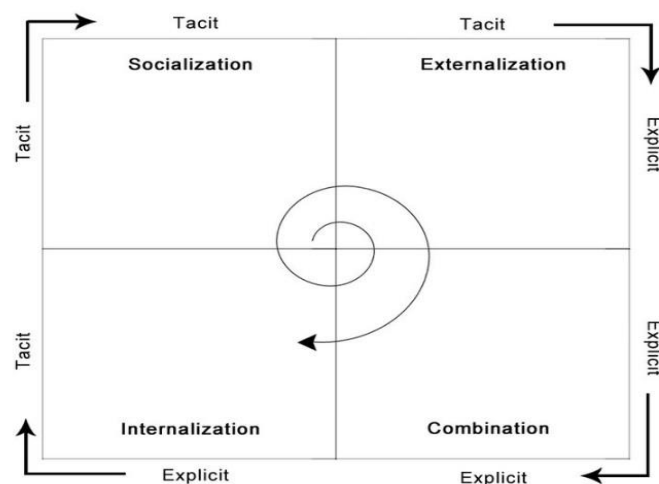 Tacit
Tacit
Socialization
Externalization
Tacit
Explicit
Tacit
Explicit
Internalization
Combination
Explicit
Explicit